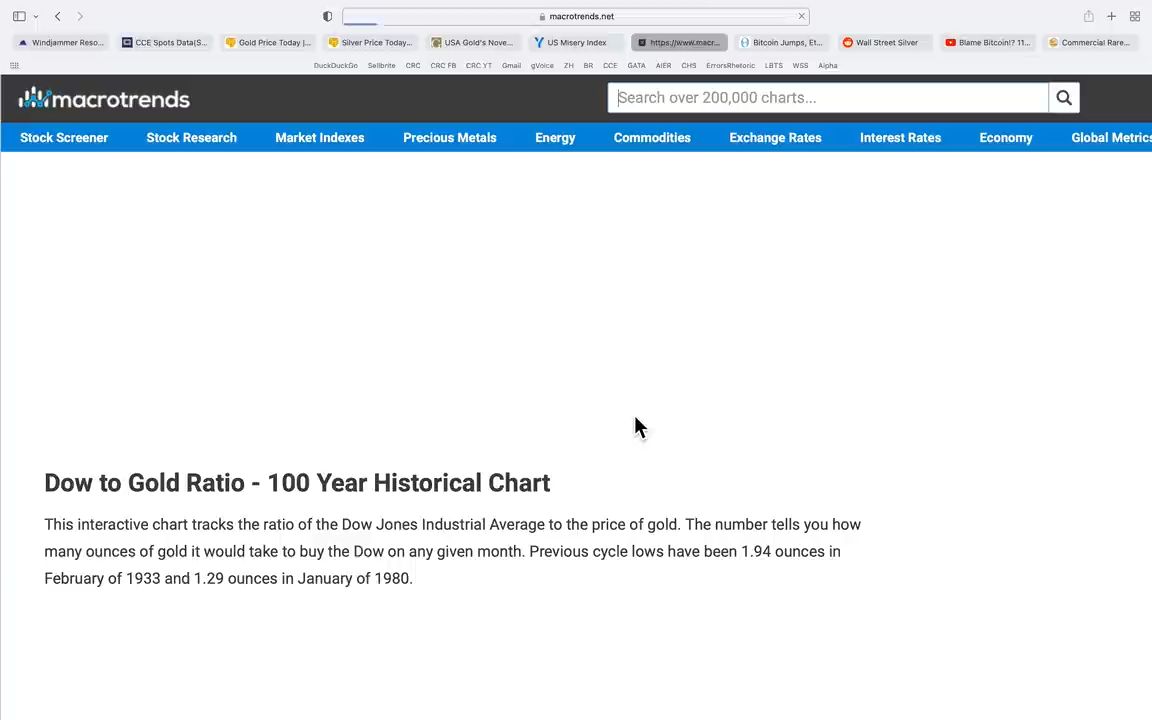 macrotrends.net
Windjammer Reso...
CCE Spots Data(S...
Gold Price Today |...
Silver Price Today...
USA Gold's Nove...
US Misery Index
https://www.macr...
Bitcoin Jumps, Et...
Wall Street Silver
Blame Bitcoin!? 11...
Commercial Rare...
DuckDuckGo Sellbrite CRC CRC FB CRC YT Gmail gVoice ZH BR CCE GATA AIER CHS ErrorsRhetoric LBTS WSS Alpha
macrotrends
Search over 200,000 charts...
Stock Screener Stock Research Market Indexes Precious Metals Energy Commodities Exchange Rates Interest Rates Economy Global Metrics
Dow to Gold Ratio - 100 Year Historical Chart
This interactive chart tracks the ratio of the Dow Jones Industrial Average to the price of gold. The number tells you how
many ounces of gold it would take to buy the Dow on any given month. Previous cycle lows have been 1.94 ounces in
February of 1933 and 1.29 ounces in January of 1980.